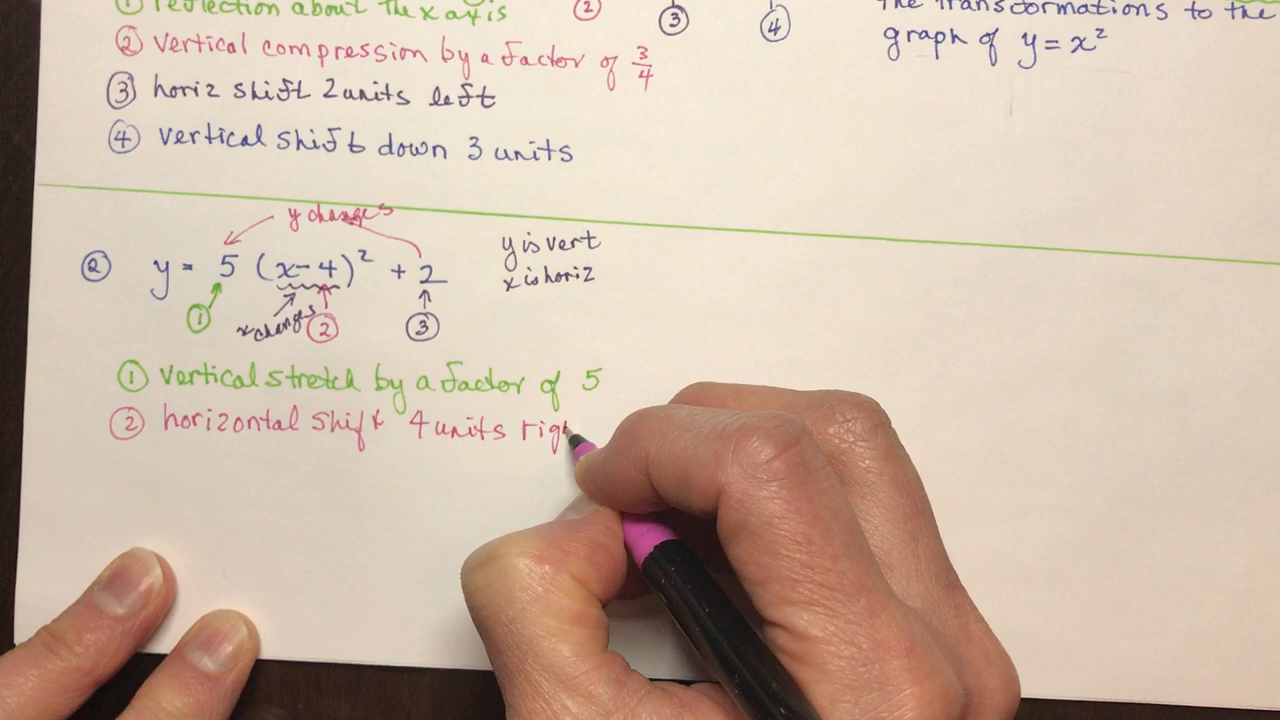 ① reflection about the x axis
② vertical compression by a factor of 3/4
③ horiz shift 2 units left
④ vertical shift down 3 units
② ③ ④
the transformations to the
graph of y = x²
y changes
② y = 5 (x-4)² + 2
① x changes ② ③
y is vert
x is horiz
① vertical stretch by a factor of 5
② horizontal shift 4 units rig